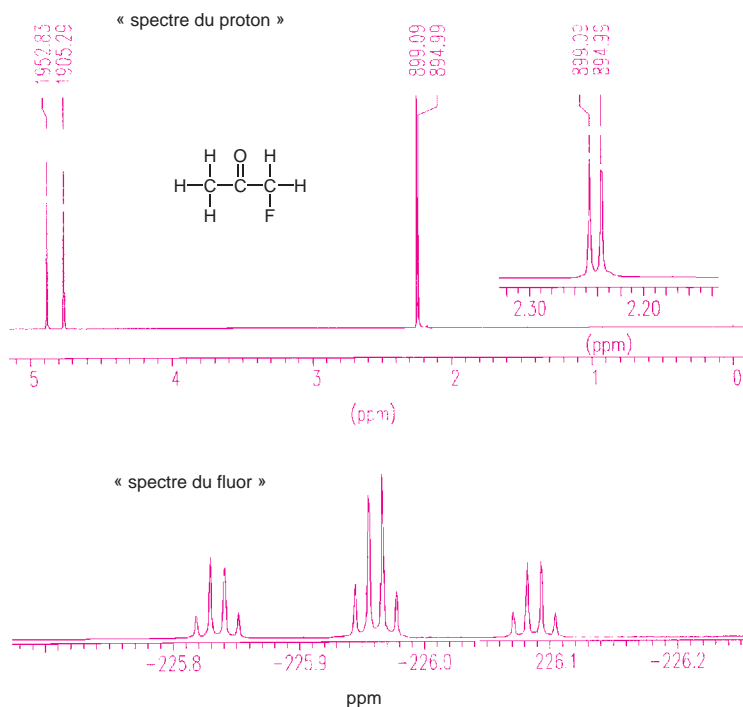 « spectre du proton »
1952.83
1905.29
899.09
894.99
899.09
894.99
H O H
H C C C H
H F
2.30 2.20
(ppm)
5 4 3 2 1 0
(ppm)
« spectre du fluor »
-225.8 -225.9 -226.0 -226.1 -226.2
ppm